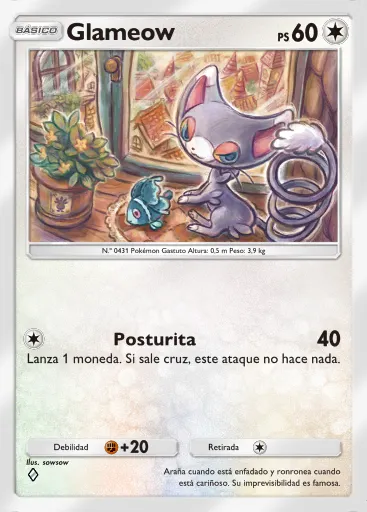 BÁSICO Glameow PS 60
N.º 0431 Pokémon Gastuto Altura: 0,5 m Peso: 3,9 kg
Posturita 40
Lanza 1 moneda. Si sale cruz, este ataque no hace nada.
Debilidad +20 Retirada
Ilus. sowsow
Araña cuando está enfadado y ronronea cuando
está cariñoso. Su imprevisibilidad es famosa.